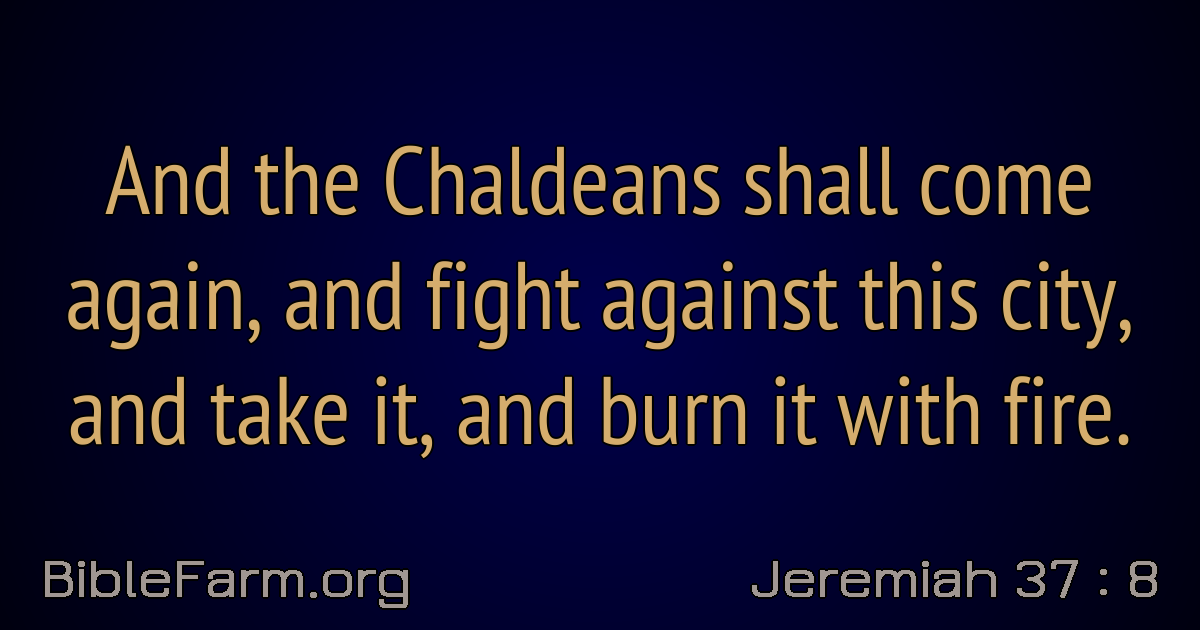 And the Chaldeans shall come
again, and fight against this city,
and take it, and burn it with fire.
BibleFarm.org
Jeremiah 37 : 8